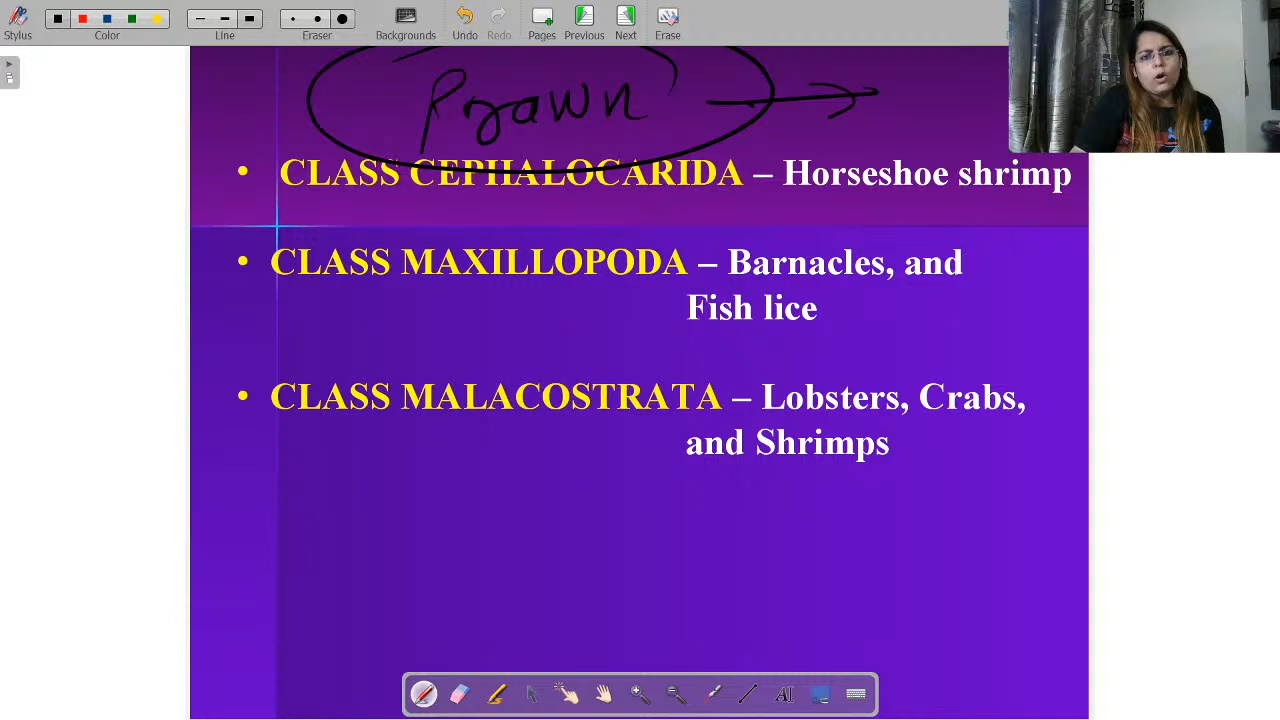 Stylus
Color
Line
Eraser
Backgrounds
Undo
Redo
Pages
Previous
Next
Erase
Prawn
• CLASS CEPHALOCARIDA – Horseshoe shrimp
• CLASS MAXILLOPODA – Barnacles, and
Fish lice
• CLASS MALACOSTRATA – Lobsters, Crabs,
and Shrimps
AI